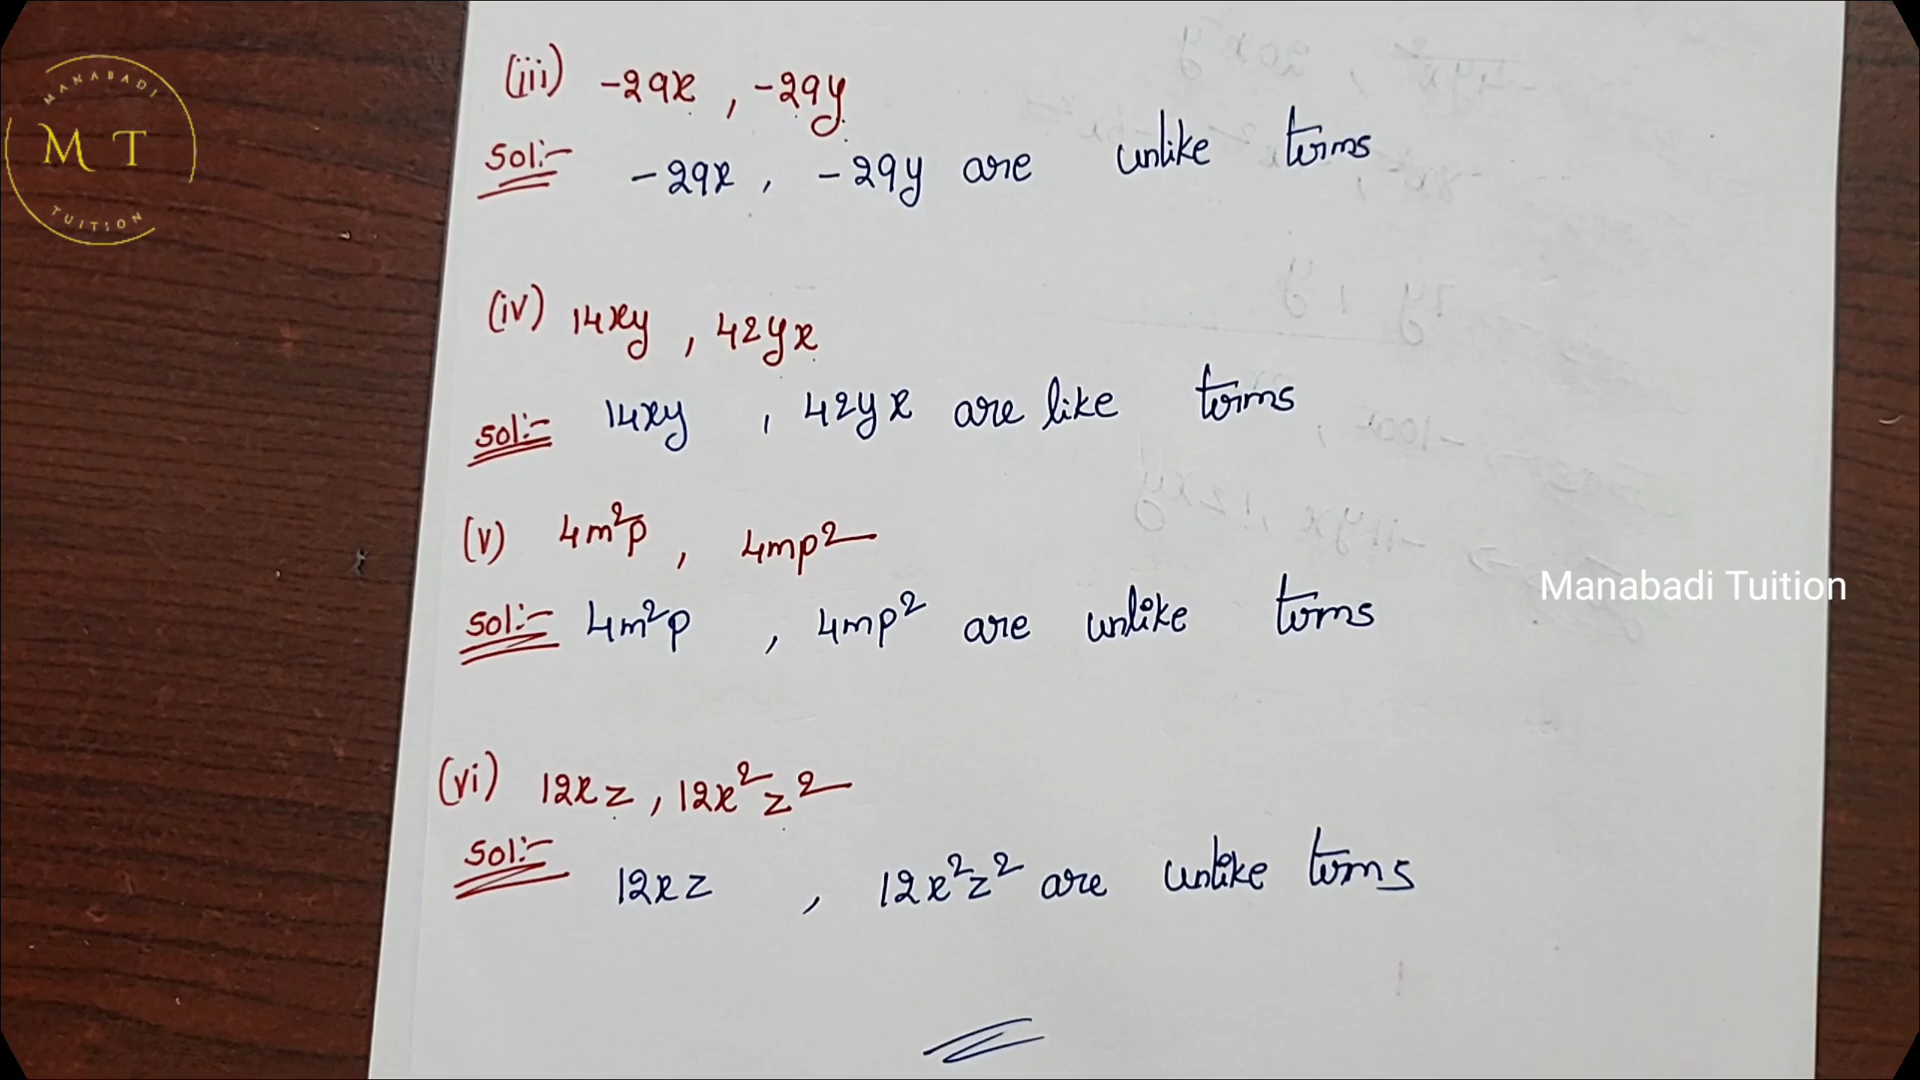 MANABADI
MT
TUITION
(iii) -29x , -29y
Sol:- -29x , -29y are unlike terms
(iv) 14xy , 42yx
Sol:- 14xy , 42yx are like terms
(v) 4m²p , 4mp²
Sol:- 4m²p , 4mp² are unlike terms
Manabadi Tuition
(vi) 12xz , 12x²z²
Sol:- 12xz , 12x²z² are unlike terms